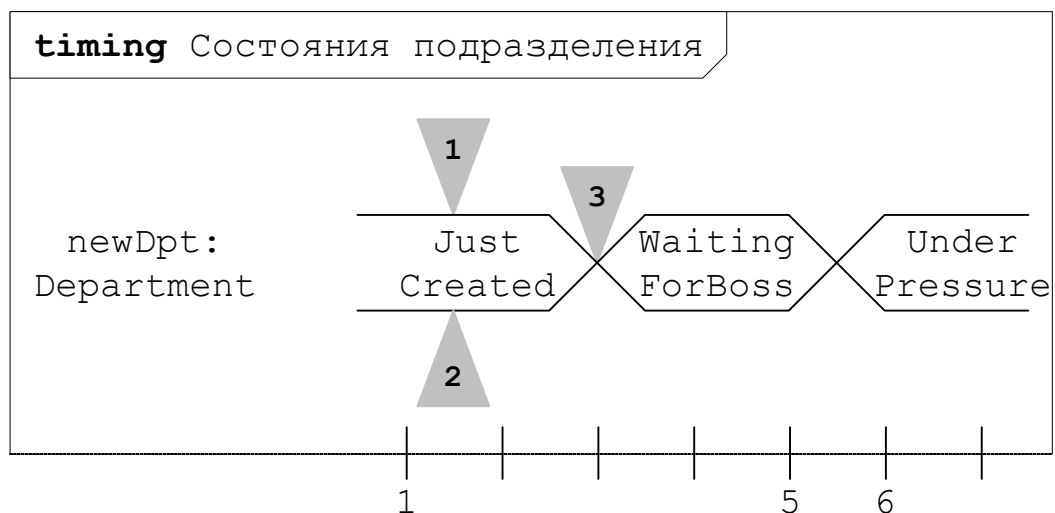 timing Состояния подразделения
1
3
newDpt:
Department
Just
Created
Waiting
ForBoss
Under
Pressure
2
1 5 6